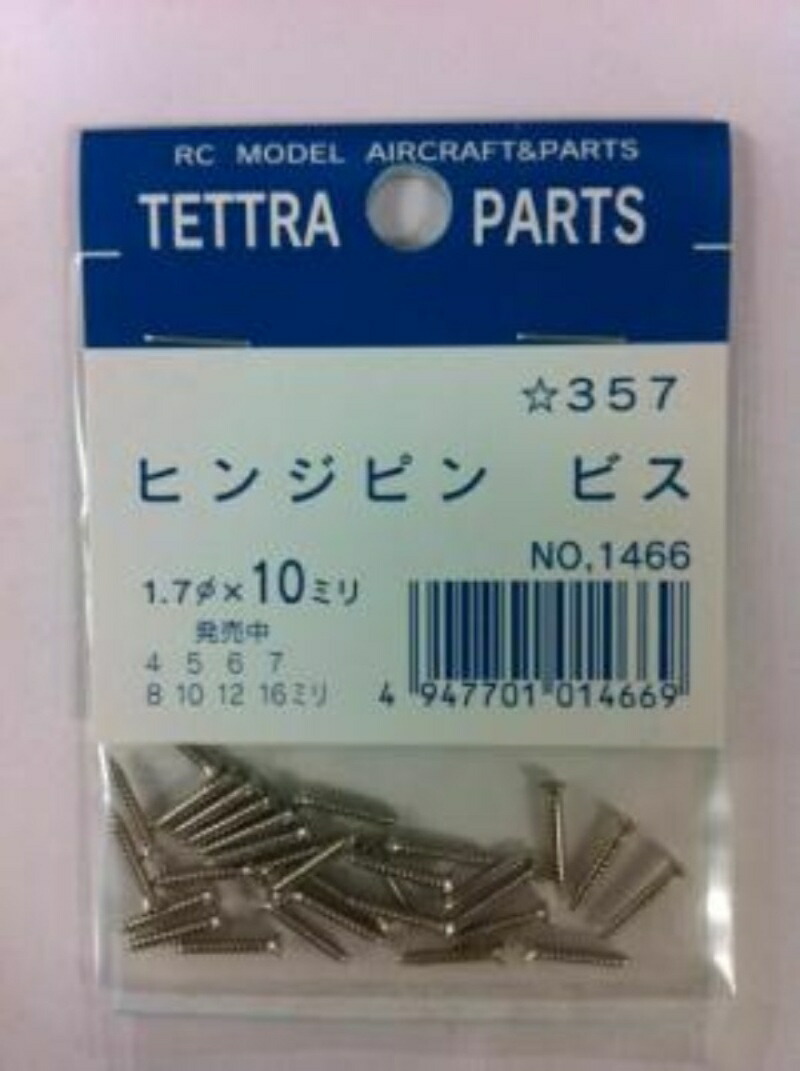 RC MODEL AIRCRAFT&PARTS
TETTRA PARTS
☆357
ヒンジピン ビス
NO.1466
1.7φ×10ミリ
発売中
4 5 6 7
8 10 12 16ミリ
4 947701 014669